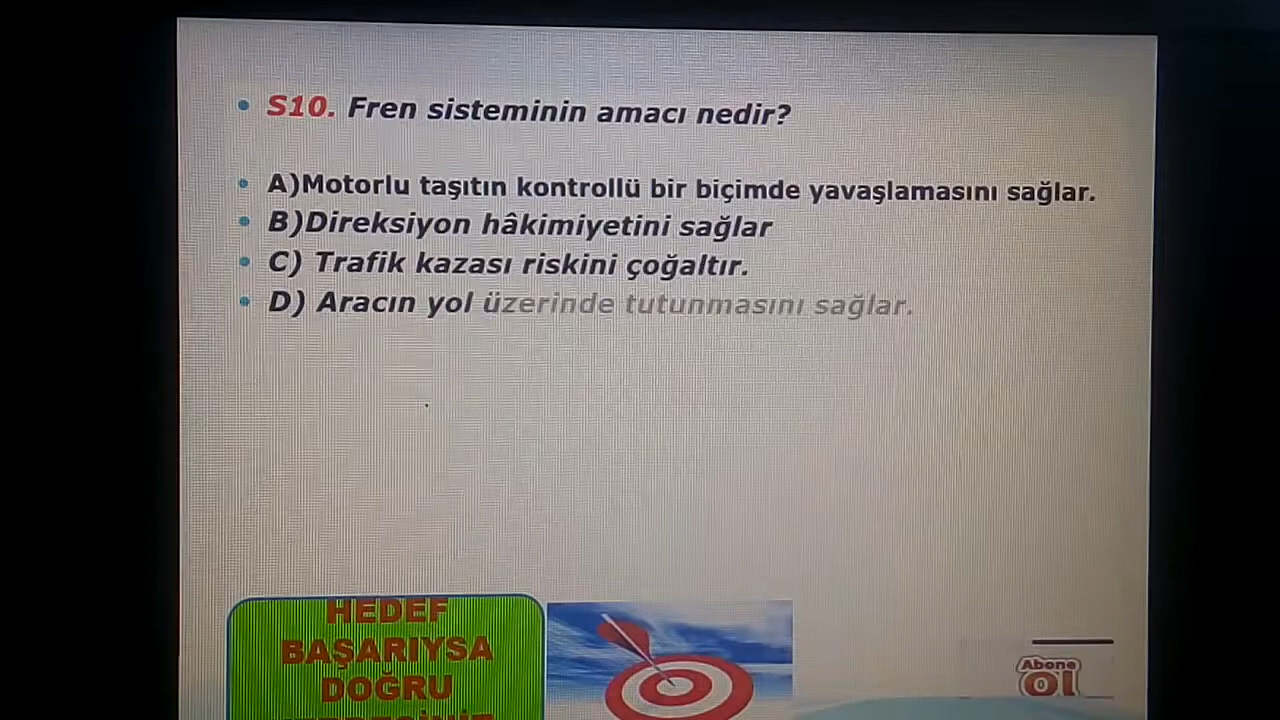 S10. Fren sisteminin amacı nedir?
A)Motorlu taşıtın kontrollü bir biçimde yavaşlamasını sağlar.
B)Direksiyon hâkimiyetini sağlar
C) Trafik kazası riskini çoğaltır.
D) Aracın yol üzerinde tutunmasını sağlar.
HEDEF
BAŞARIYSA
DOĞRU
Abone
Ol